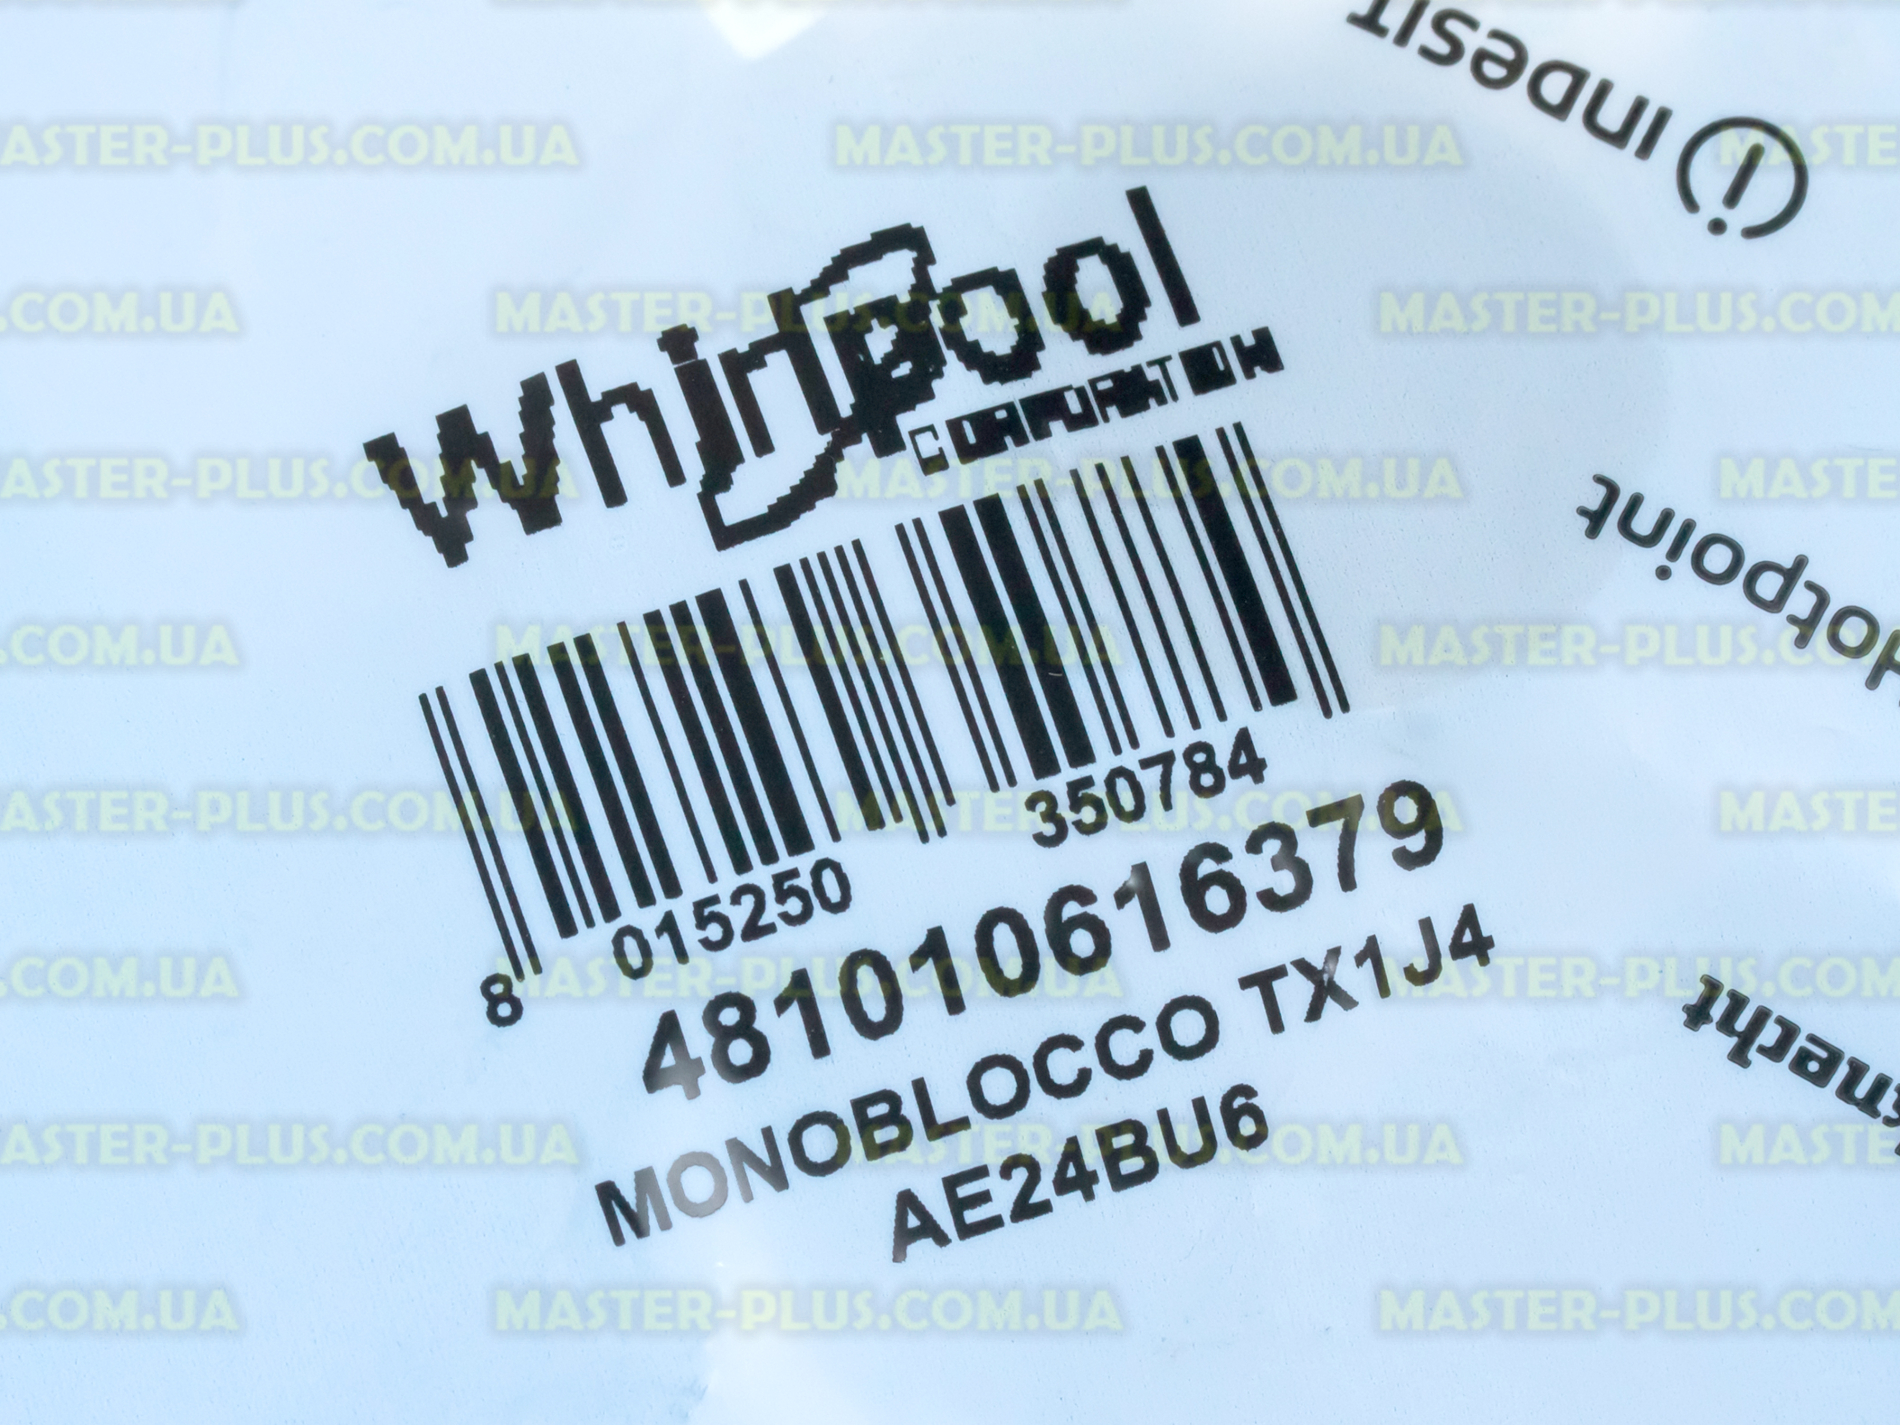 Whirlpool
CORPORATION
8 015250 350784
481010616379
MONOBLOCCO TX1J4
AE24BU6
indesit
MASTER-PLUS.COM.UA